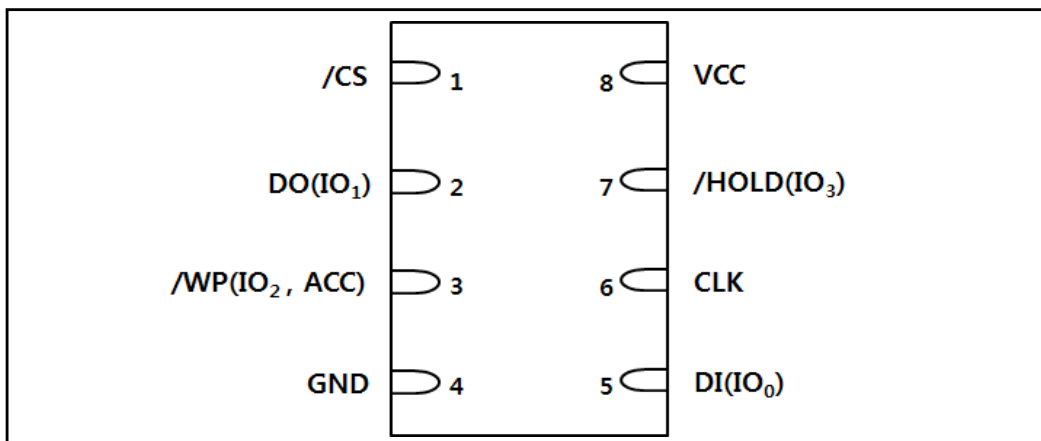 /CS 1 8 VCC
DO(IO₁) 2 7 /HOLD(IO₃)
/WP(IO₂ , ACC) 3 6 CLK
GND 4 5 DI(IO₀)